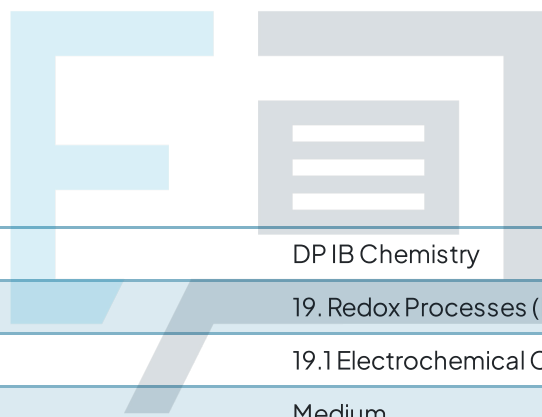 DP IB Chemistry
19. Redox Processes (
19.1 Electrochemical C
Medium